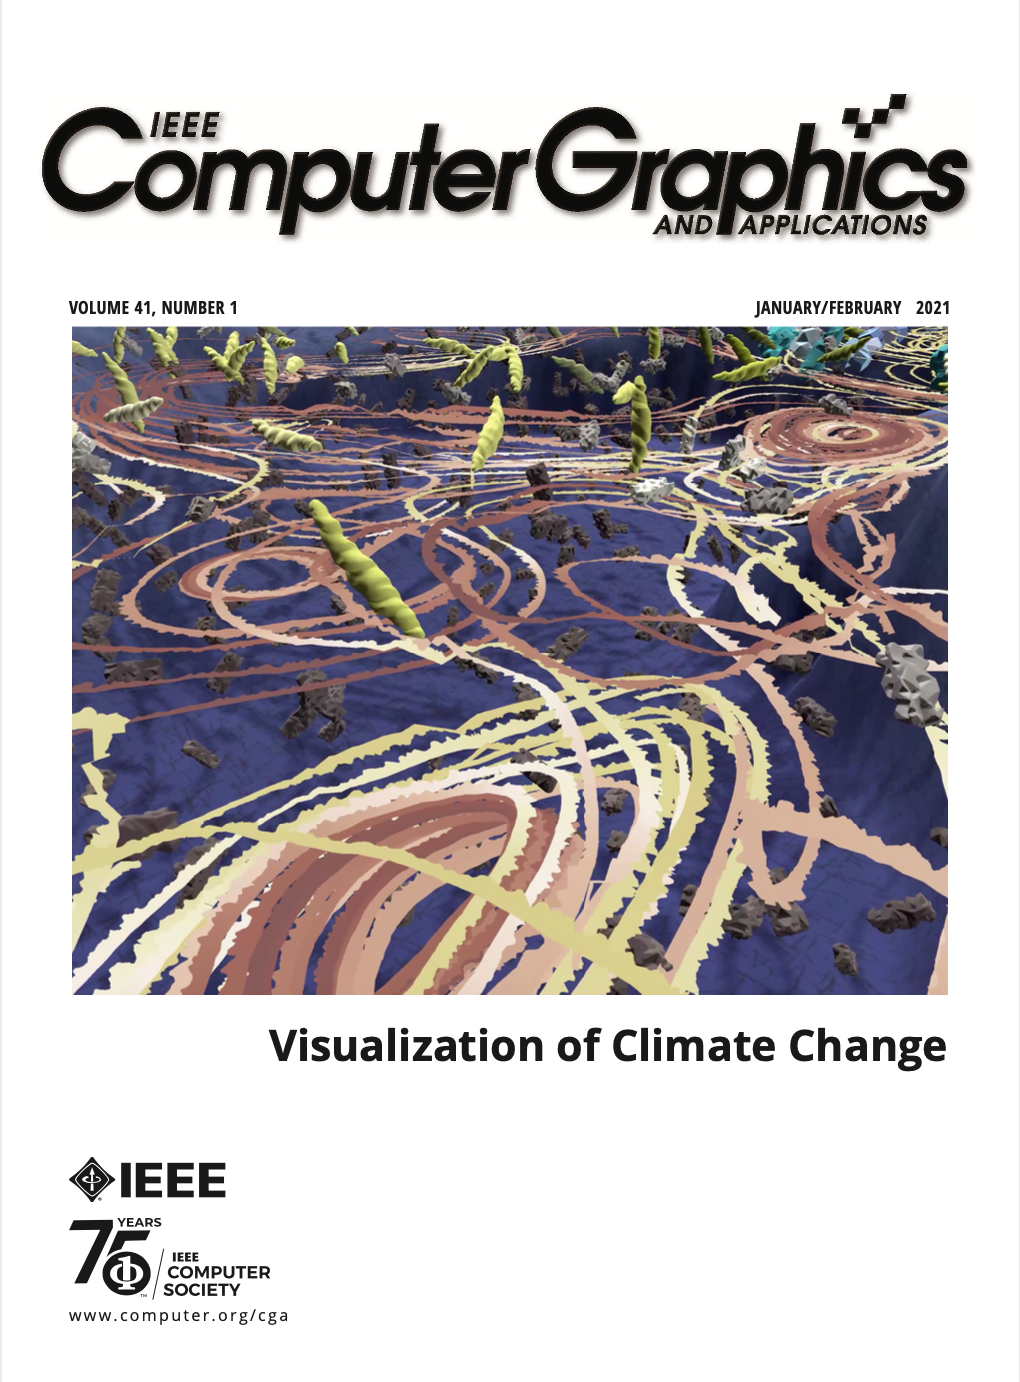 IEEE
Computer Graphics
AND APPLICATIONS
VOLUME 41, NUMBER 1
JANUARY/FEBRUARY 2021
Visualization of Climate Change
IEEE
75 YEARS
IEEE
COMPUTER
SOCIETY
www.computer.org/cga